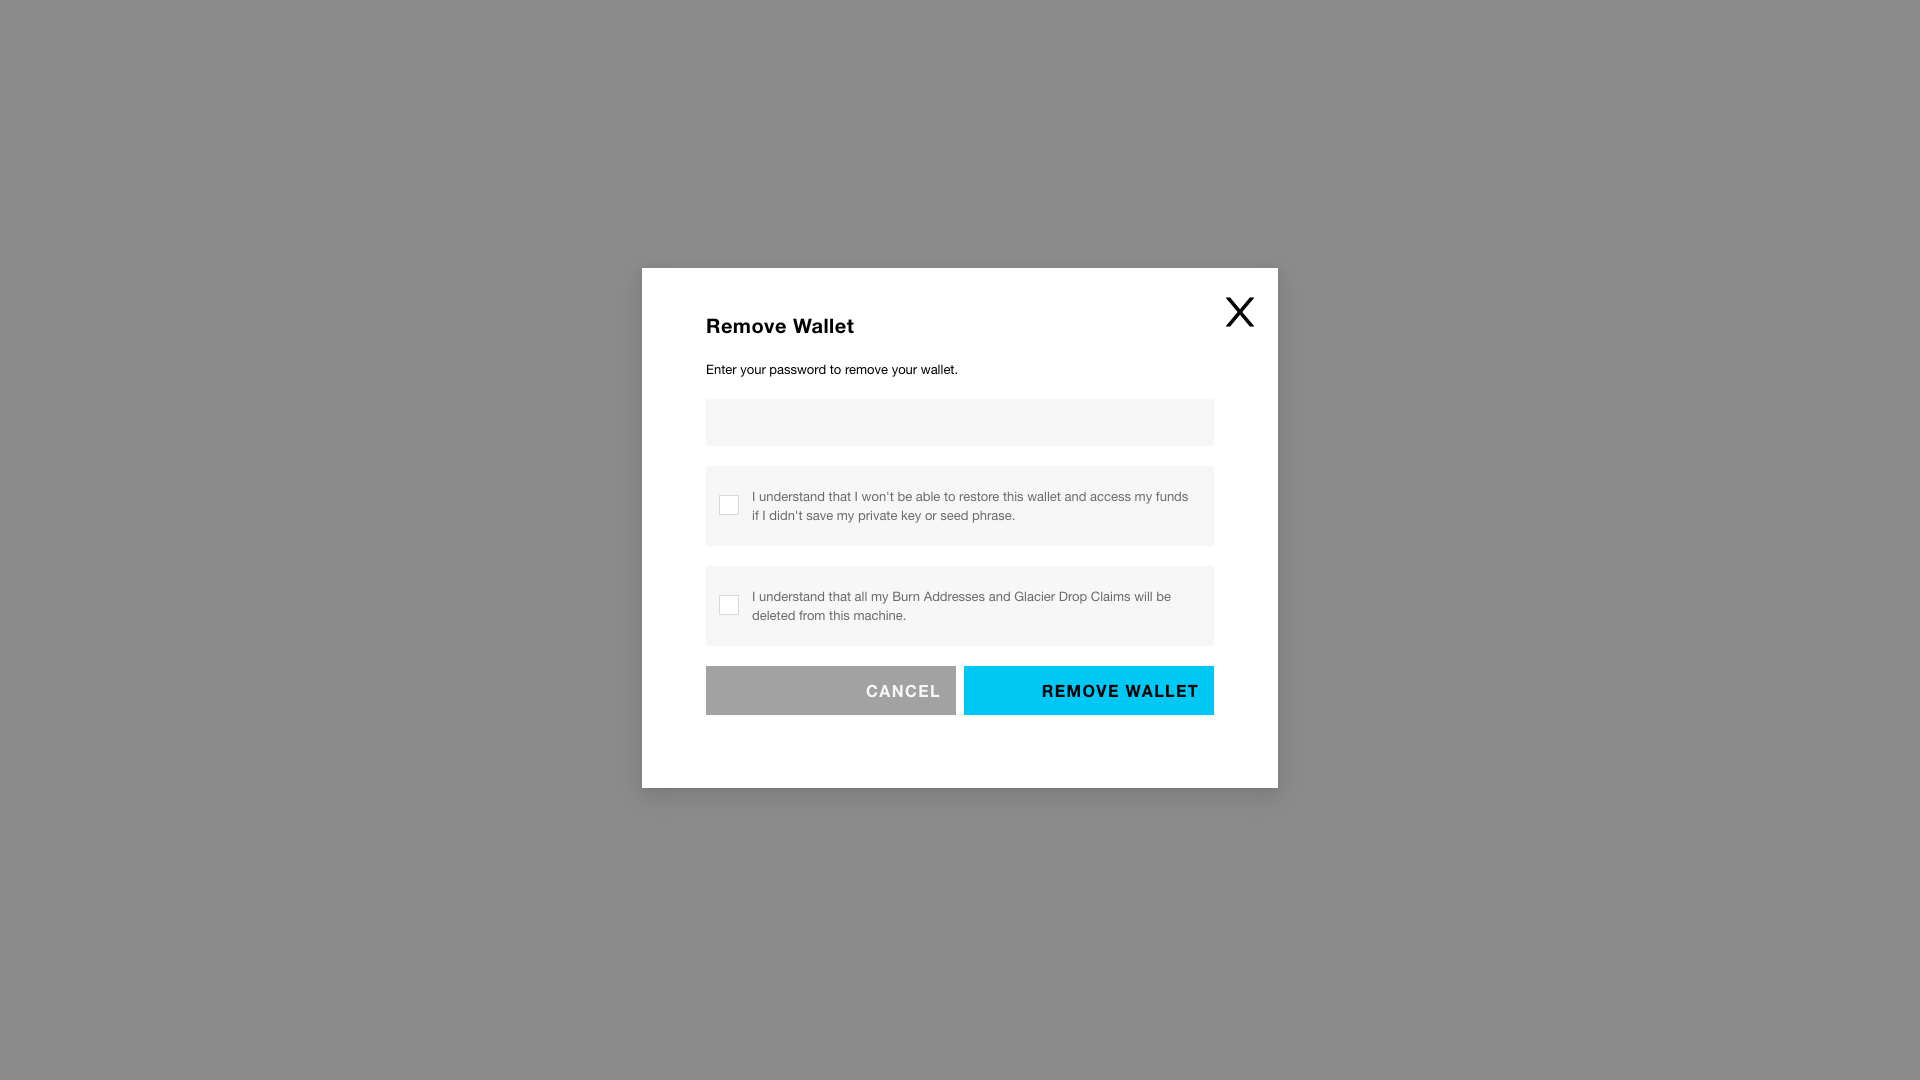 Remove Wallet
Enter your password to remove your wallet.
I understand that I won't be able to restore this wallet and access my funds
if I didn't save my private key or seed phrase.
I understand that all my Burn Addresses and Glacier Drop Claims will be
deleted from this machine.
CANCEL
REMOVE WALLET